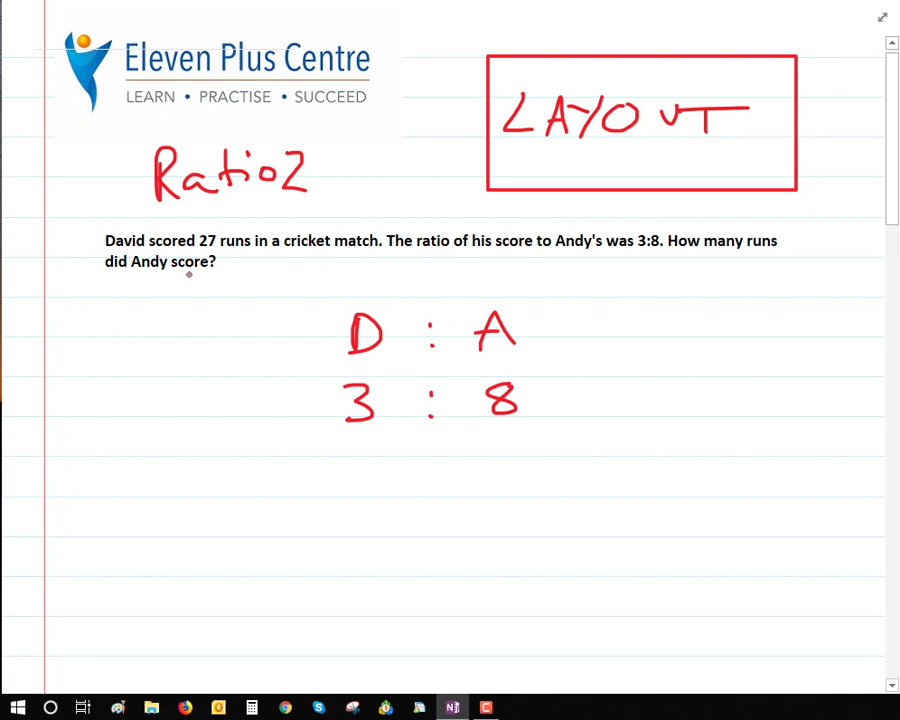 Eleven Plus Centre
LEARN • PRACTISE • SUCCEED
LAYOUT
Ratio2
David scored 27 runs in a cricket match. The ratio of his score to Andy's was 3:8. How many runs
did Andy score?
D : A
3 : 8